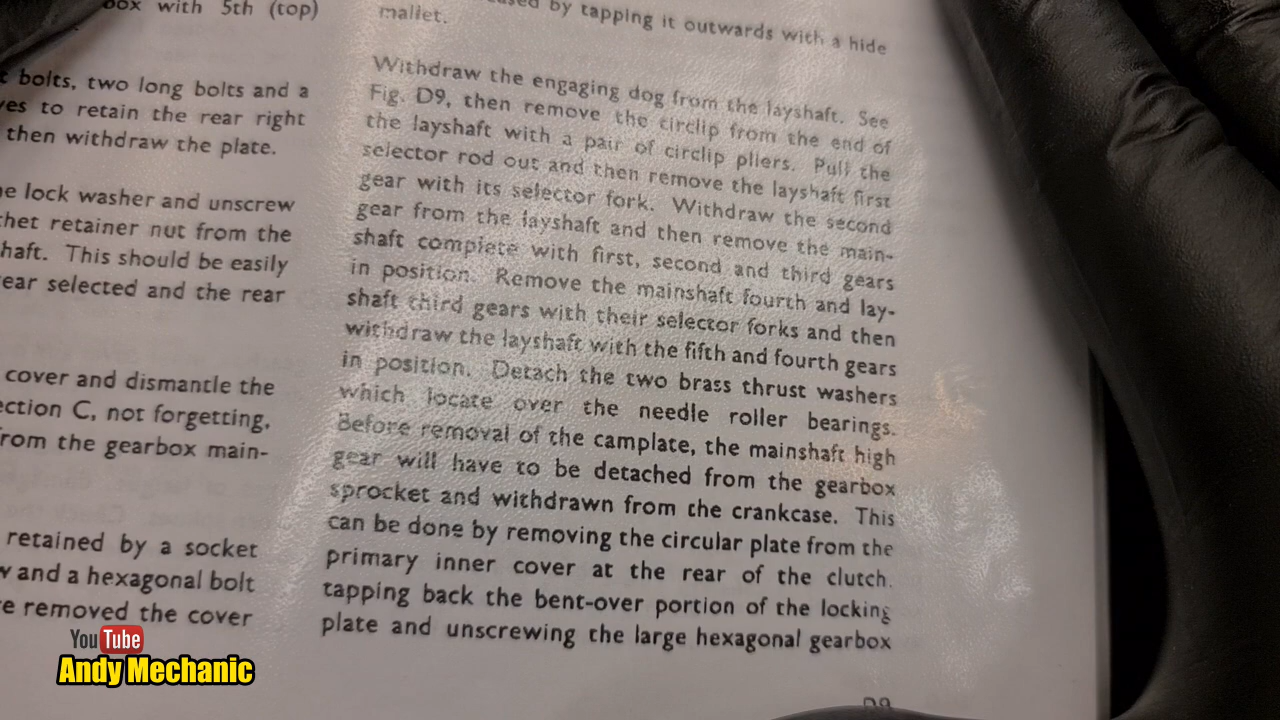 box with 5th (top)
bolts, two long bolts and a
to retain the rear right
then withdraw the plate.
lock washer and unscrew
retainer nut from the
This should be easily
selected and the rear
cover and dismantle the
C, not forgetting,
from the gearbox main-
retained by a socket
and a hexagonal bolt
removed the cover
by tapping it outwards with a hide
mallet.
Withdraw the engaging dog from the layshaft. See
Fig. D9, then remove the circlip from the end of
the layshaft with a pair of circlip pliers. Pull the
selector rod out and then remove the layshaft first
gear with its selector fork. Withdraw the second
gear from the layshaft and then remove the main-
shaft complete with first, second and third gears
in position. Remove the mainshaft fourth and lay-
shaft third gears with their selector forks and then
withdraw the layshaft with the fifth and fourth gears
in position. Detach the two brass thrust washers
which locate over the needle roller bearings.
Before removal of the camplate, the mainshaft high
gear will have to be detached from the gearbox
sprocket and withdrawn from the crankcase. This
can be done by removing the circular plate from the
primary inner cover at the rear of the clutch.
tapping back the bent-over portion of the locking
plate and unscrewing the large hexagonal gearbox
D9
YouTube
Andy Mechanic